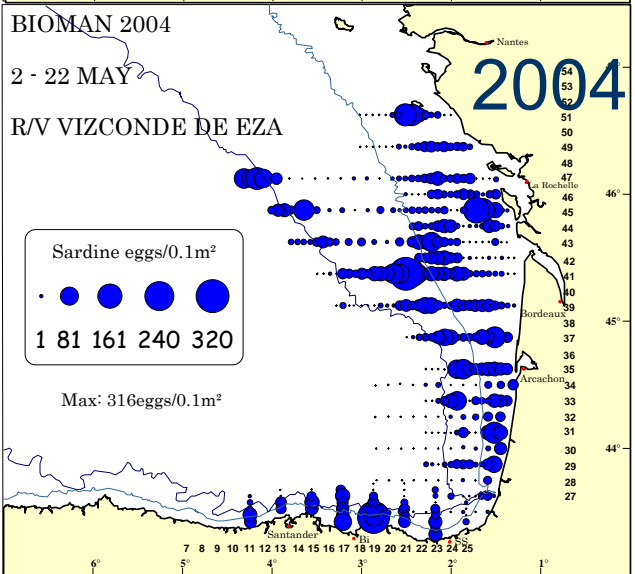 BIOMAN 2004
Nantes
2 - 22 MAY
2004
R/V VIZCONDE DE EZA
54
53
52
51
50
49
48
47
La Rochelle
46
46°
45
44
43
42
Sardine eggs/0.1m²
41
40
1 81 161 240 320
39
Bordeaux
38
45°
37
36
35
Arcachon
34
Max: 316eggs/0.1m²
33
32
31
44°
30
29
28
27
Santander
Bi
SS
7 8 9 10 11 12 13 14 15 16 17 18 19 20 21 22 23 24 25
6° 5° 4° 3° 2° 1°